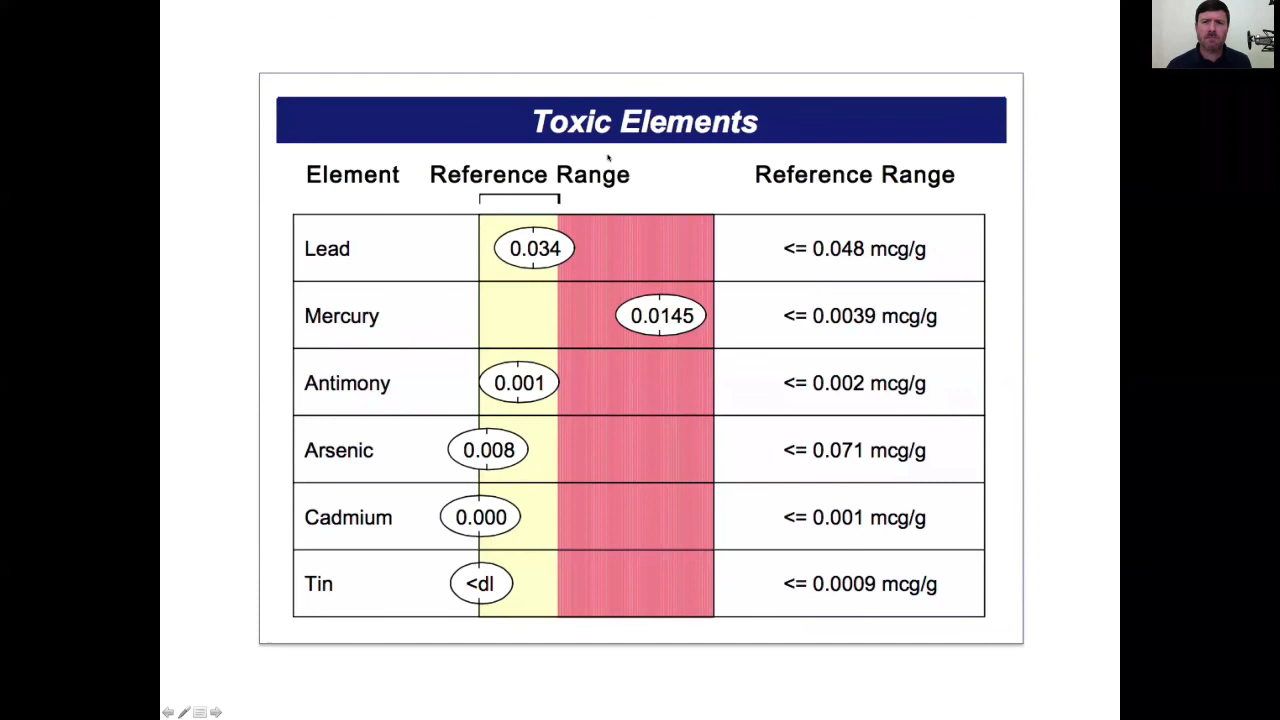 Toxic Elements
Element Reference Range Reference Range
Lead 0.034 <= 0.048 mcg/g
Mercury 0.0145 <= 0.0039 mcg/g
Antimony 0.001 <= 0.002 mcg/g
Arsenic 0.008 <= 0.071 mcg/g
Cadmium 0.000 <= 0.001 mcg/g
Tin <dl <= 0.0009 mcg/g